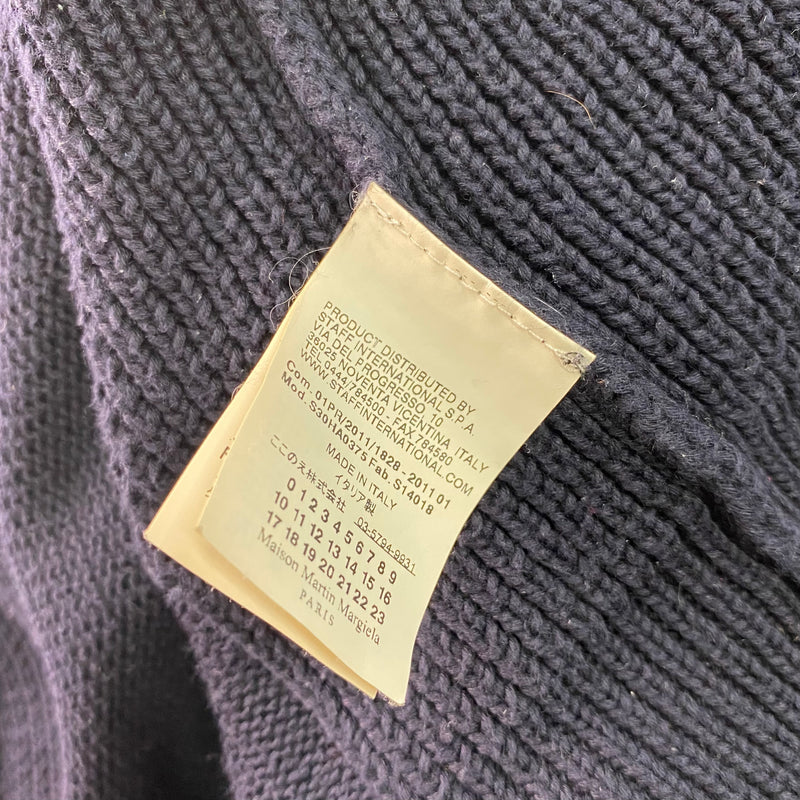 PRODUCT DISTRIBUTED BY
STAFF INTERNATIONAL S.P.A.
VIA DEL PROGRESSO, 10
36025 NOVENTA VICENTINA, ITALY
TEL.0444/784500 - FAX 784580
WWW.STAFFINTERNATIONAL.COM
Com. 01PR/2011/1828 - 2011 01
Mod. S30HA0375 Fab. S14018
MADE IN ITALY
イタリア製
ここのえ株式会社 03-5794-9931
0 1 2 3 4 5 6 7 8 9
10 11 12 13 14 15 16
17 18 19 20 21 22 23
Maison Martin Margiela
PARIS